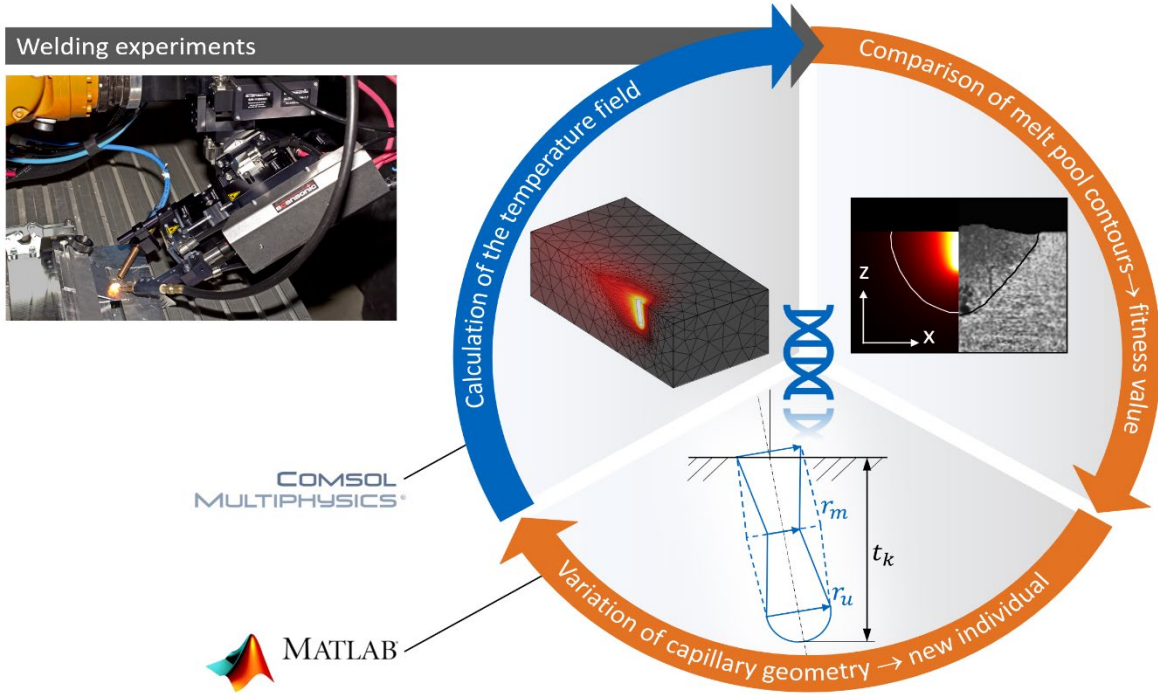 Welding experiments
Calculation of the temperature field
Comparison of melt pool contours → fitness value
scansonic
z
x
COMSOL
MULTIPHYSICS®
r_m
t_k
r_u
Variation of capillary geometry → new individual
MATLAB®